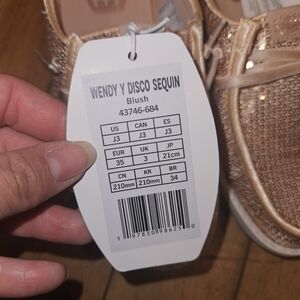 WENDY Y DISCO SEQUIN
Blush
43746-684
US CAN ES
J3 J3 J3
EUR UK JP
35 3 21cm
CN KR BR
210mm 210mm 34